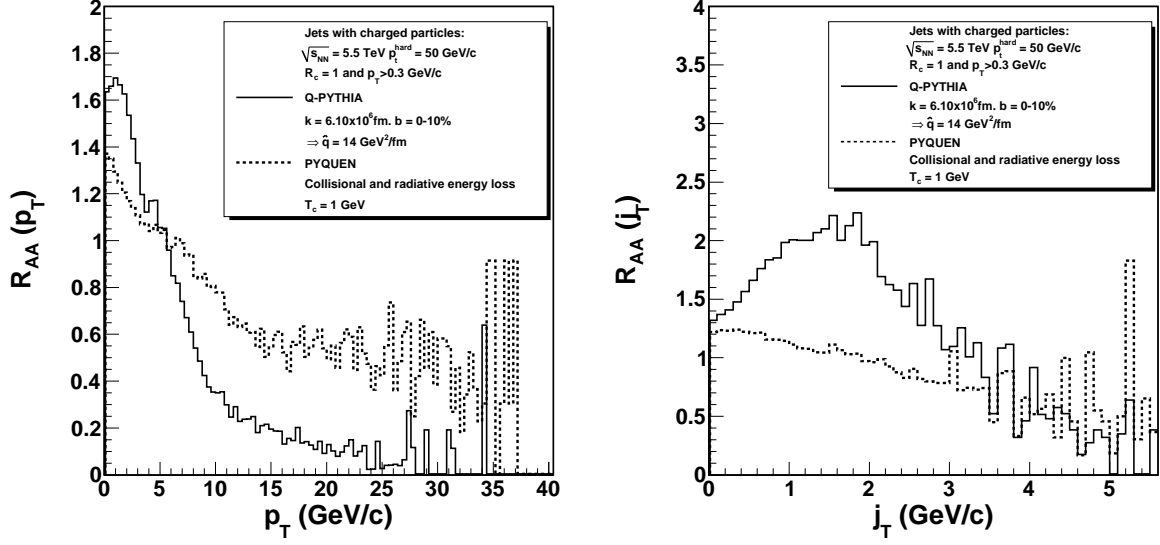 2
1.8
1.6
1.4
1.2
1
0.8
0.6
0.4
0.2
0
R_AA (p_T)
Jets with charged particles:
√s_NN = 5.5 TeV p_t^hard = 50 GeV/c
R_c = 1 and p_T>0.3 GeV/c
Q-PYTHIA
k = 6.10x10^6fm. b = 0-10%
⇒ q̂ = 14 GeV^2/fm
PYQUEN
Collisional and radiative energy loss
T_c = 1 GeV
0 5 10 15 20 25 30 35 40
p_T (GeV/c)
4
3.5
3
2.5
2
1.5
1
0.5
0
R_AA (j_T)
Jets with charged particles:
√s_NN = 5.5 TeV p_t^hard = 50 GeV/c
R_c = 1 and p_T>0.3 GeV/c
Q-PYTHIA
k = 6.10x10^6fm. b = 0-10%
⇒ q̂ = 14 GeV^2/fm
PYQUEN
Collisional and radiative energy loss
T_c = 1 GeV
0 1 2 3 4 5
j_T (GeV/c)